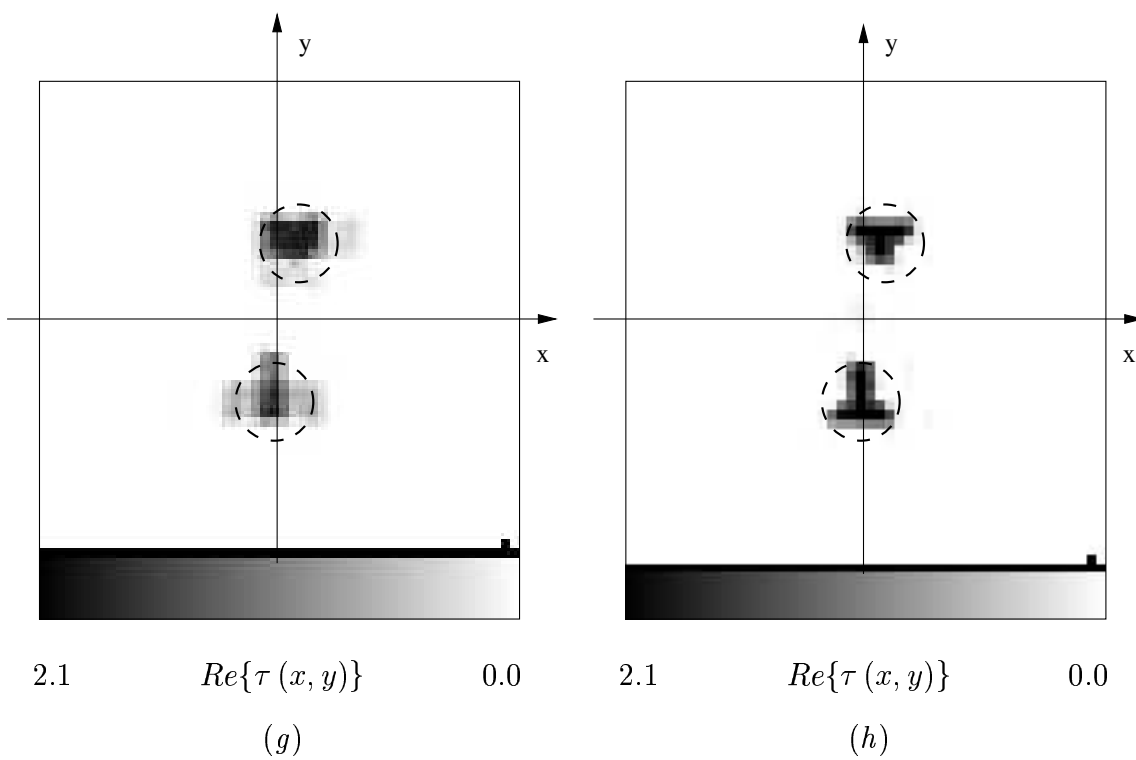 y
x
2.1 Re{τ (x, y)} 0.0
(g)
y
x
2.1 Re{τ (x, y)} 0.0
(h)